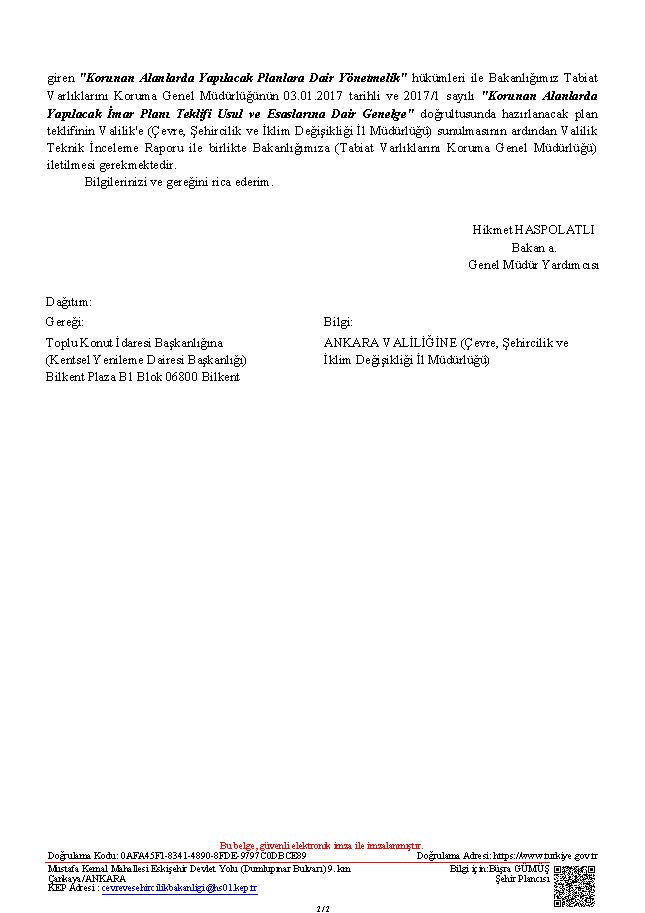 giren "Korunan Alanlarda Yapılacak Planlara Dair Yönetmelik" hükümleri ile Bakanlığımız Tabiat
Varlıklarını Koruma Genel Müdürlüğünün 03.01.2017 tarihli ve 2017/1 sayılı "Korunan Alanlarda
Yapılacak İmar Planı Teklifi Usul ve Esaslarına Dair Genelge" doğrultusunda hazırlanacak plan
teklifinin Valilik'e (Çevre, Şehircilik ve İklim Değişikliği İl Müdürlüğü) sunulmasının ardından Valilik
Teknik İnceleme Raporu ile birlikte Bakanlığımıza (Tabiat Varlıklarını Koruma Genel Müdürlüğü)
iletilmesi gerekmektedir.
Bilgilerinizi ve gereğini rica ederim.
Hikmet HASPOLATLI
Bakan a.
Genel Müdür Yardımcısı
Dağıtım:
Gereği:
Toplu Konut İdaresi Başkanlığına
(Kentsel Yenileme Dairesi Başkanlığı)
Bilkent Plaza B1 Blok 06800 Bilkent
Bilgi:
ANKARA VALİLİĞİNE (Çevre, Şehircilik ve
İklim Değişikliği İl Müdürlüğü)
Bu belge, güvenli elektronik imza ile imzalanmıştır.
Doğrulama Kodu: 0AFA45F1-8341-4890-8FDE-9797C0DBCE89 Doğrulama Adresi: https://www.turkiye.gov.tr
Mustafa Kemal Mahallesi Eskişehir Devlet Yolu (Dumlupınar Bulvarı) 9. km
Çankaya/ANKARA
KEP Adresi : cevrevesehircilikbakanligi@hs01.kep.tr
Bilgi için:Büşra GÜMÜŞ
Şehir Plancısı
2/2